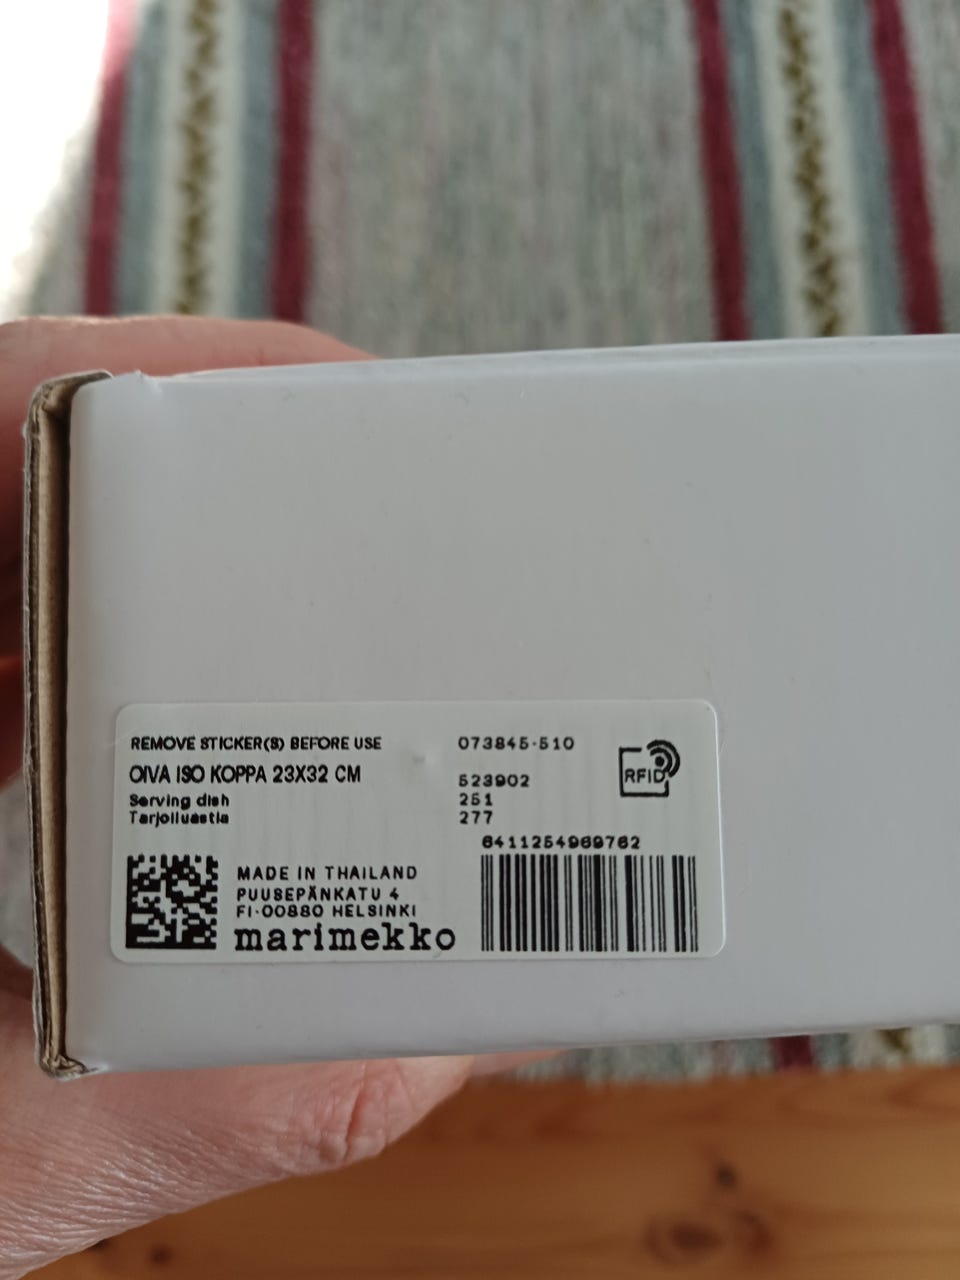 REMOVE STICKER(S) BEFORE USE
OIVA ISO KOPPA 23X32 CM
Serving dish
Tarjoiluastia
073845-510
523902
251
277
RFID
6411254969762
MADE IN THAILAND
PUUSEPÄNKATU 4
FI-00880 HELSINKI
marimekko